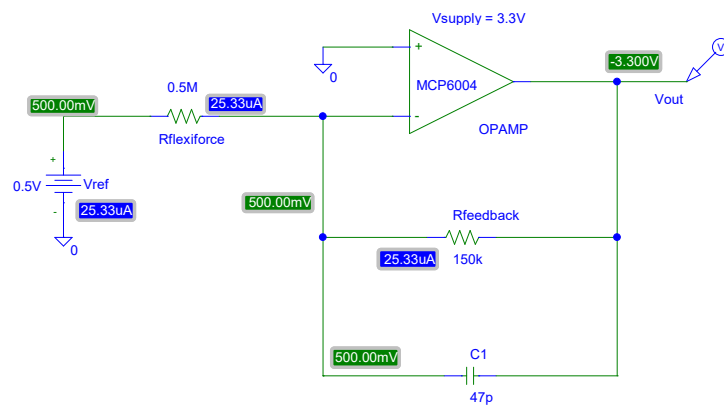 Vsupply = 3.3V
+
0
MCP6004
-
OPAMP
-3.300V
V
Vout
500.00mV
0.5M
25.33uA
Rflexiforce
+
0.5V
Vref
-
25.33uA
0
500.00mV
Rfeedback
25.33uA
150k
500.00mV
C1
47p